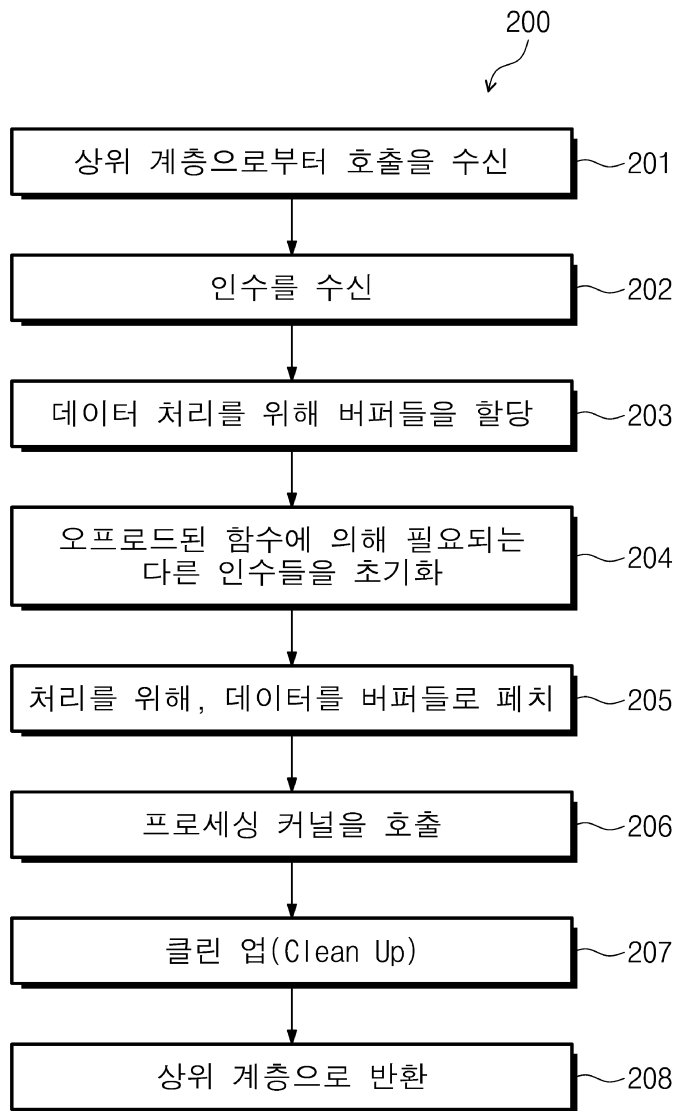 200
상위 계층으로부터 호출을 수신
201
인수를 수신
202
데이터 처리를 위해 버퍼들을 할당
203
오프로드된 함수에 의해 필요되는
다른 인수들을 초기화
204
처리를 위해, 데이터를 버퍼들로 페치
205
프로세싱 커널을 호출
206
클린 업(Clean Up)
207
상위 계층으로 반환
208